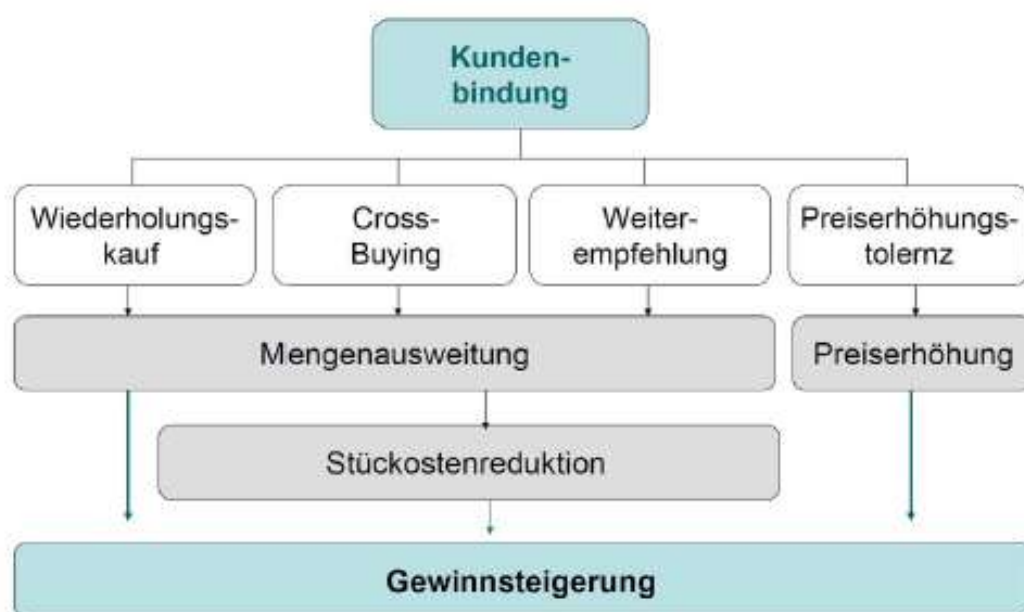 Kunden-
bindung
Wiederholungs-
kauf
Cross-
Buying
Weiter-
empfehlung
Preiserhöhungs-
tolernz
Mengenausweitung
Preiserhöhung
Stückostenreduktion
Gewinnsteigerung